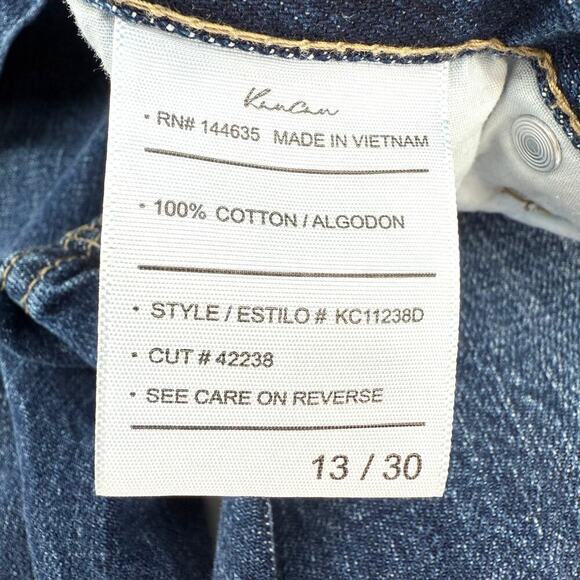 KanCan
• RN# 144635 MADE IN VIETNAM
• 100% COTTON / ALGODON
• STYLE / ESTILO # KC11238D
• CUT # 42238
• SEE CARE ON REVERSE
13 / 30